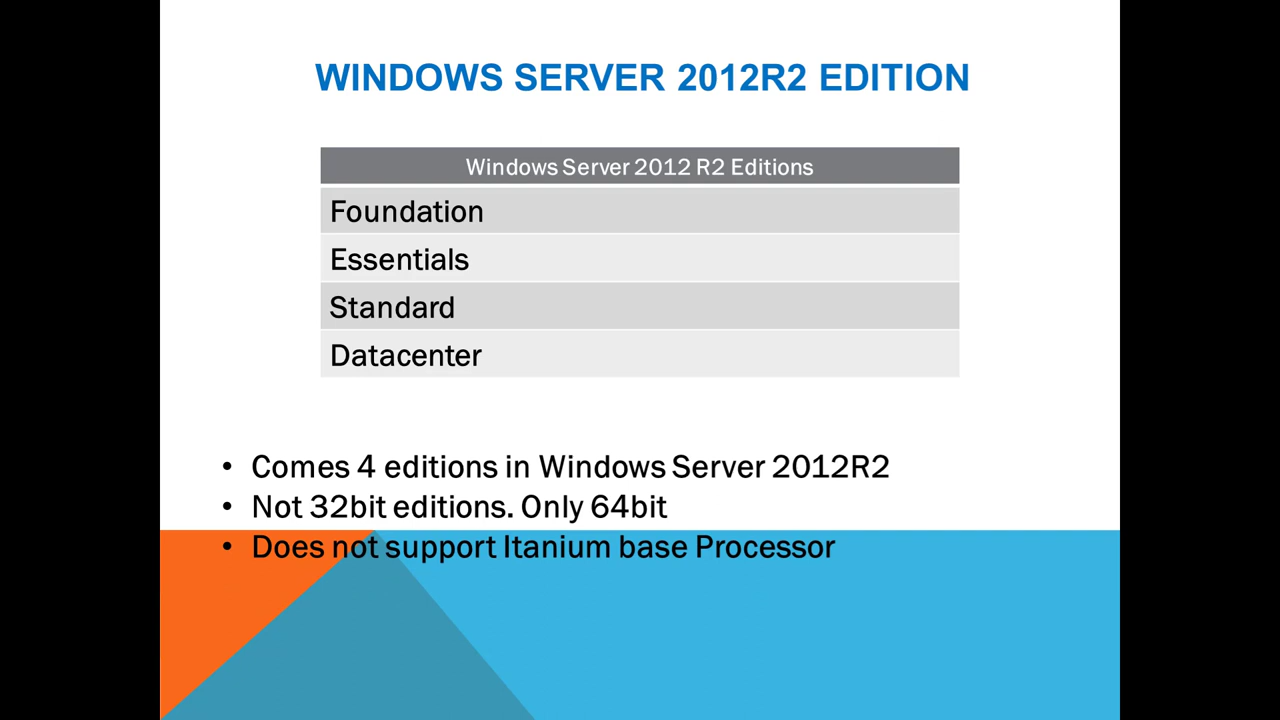 WINDOWS SERVER 2012R2 EDITION
Windows Server 2012 R2 Editions
Foundation
Essentials
Standard
Datacenter
• Comes 4 editions in Windows Server 2012R2
• Not 32bit editions. Only 64bit
• Does not support Itanium base Processor